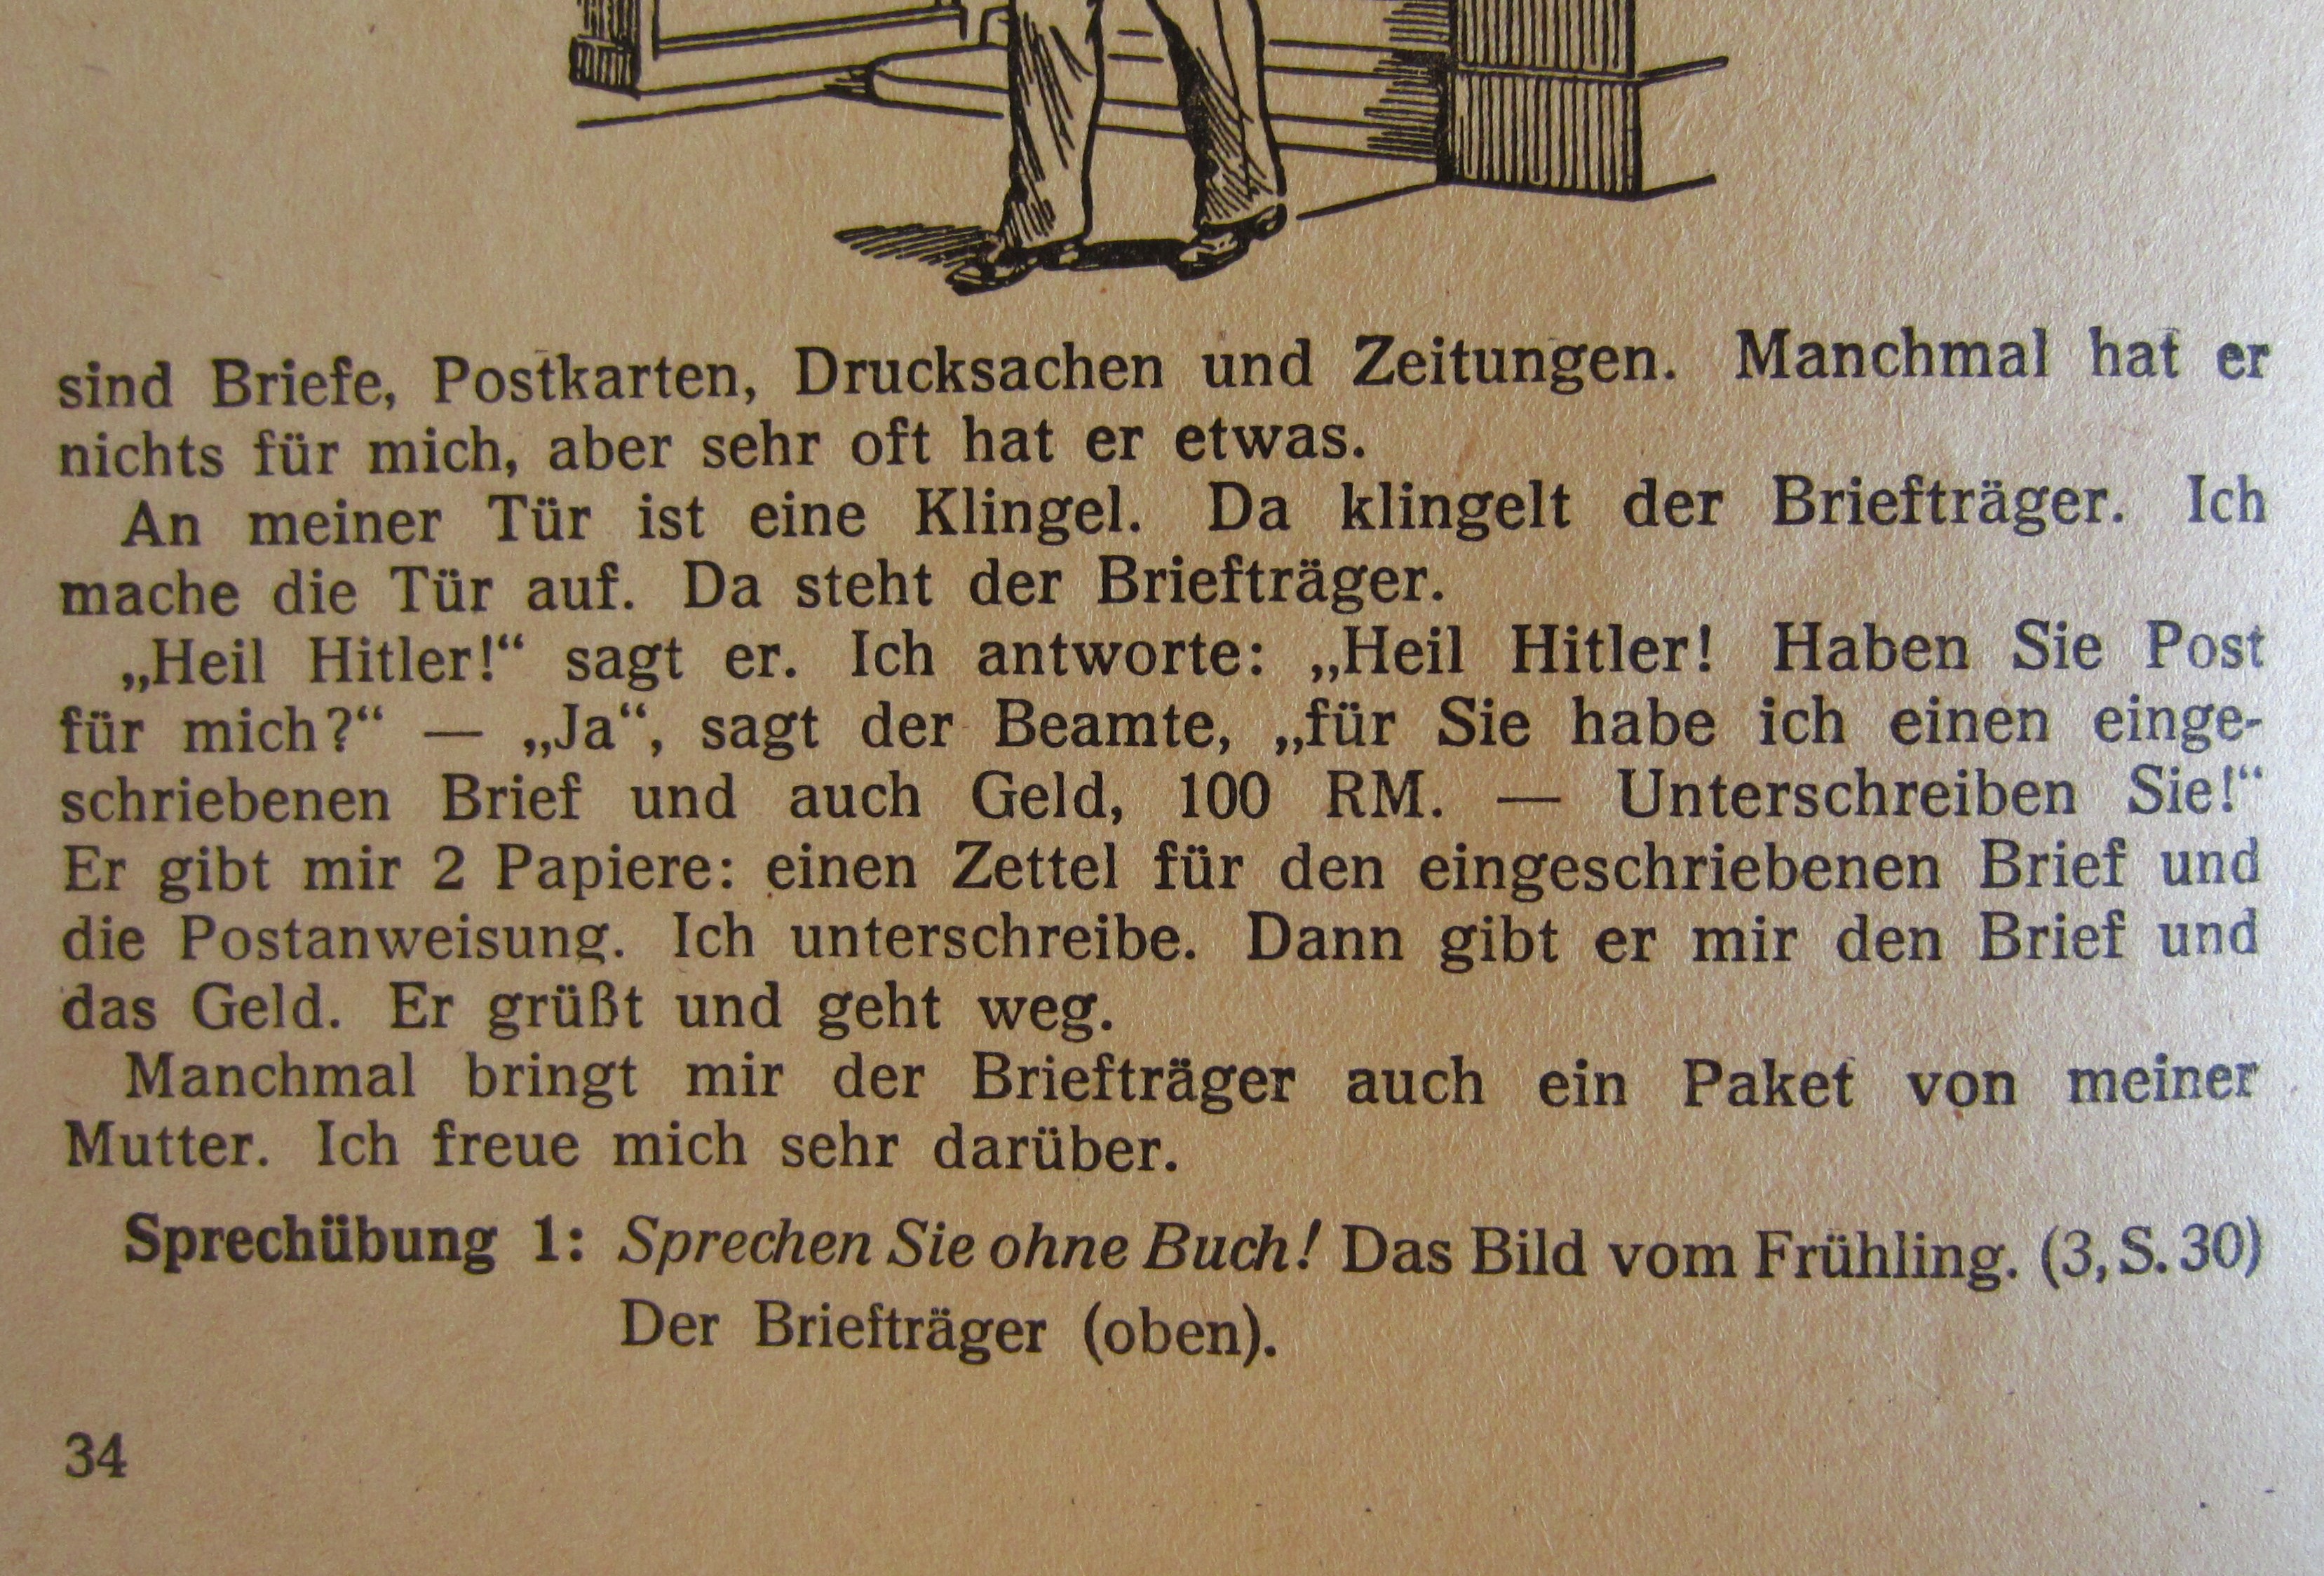 sind Briefe, Postkarten, Drucksachen und Zeitungen. Manchmal hat er
nichts für mich, aber sehr oft hat er etwas.
An meiner Tür ist eine Klingel. Da klingelt der Briefträger. Ich
mache die Tür auf. Da steht der Briefträger.
„Heil Hitler!“ sagt er. Ich antworte: „Heil Hitler! Haben Sie Post
für mich?“ — „Ja“, sagt der Beamte, „für Sie habe ich einen einge-
schriebenen Brief und auch Geld, 100 RM. — Unterschreiben Sie!“
Er gibt mir 2 Papiere: einen Zettel für den eingeschriebenen Brief und
die Postanweisung. Ich unterschreibe. Dann gibt er mir den Brief und
das Geld. Er grüßt und geht weg.
Manchmal bringt mir der Briefträger auch ein Paket von meiner
Mutter. Ich freue mich sehr darüber.
Sprechübung 1: Sprechen Sie ohne Buch! Das Bild vom Frühling. (3, S. 30)
Der Briefträger (oben).
34